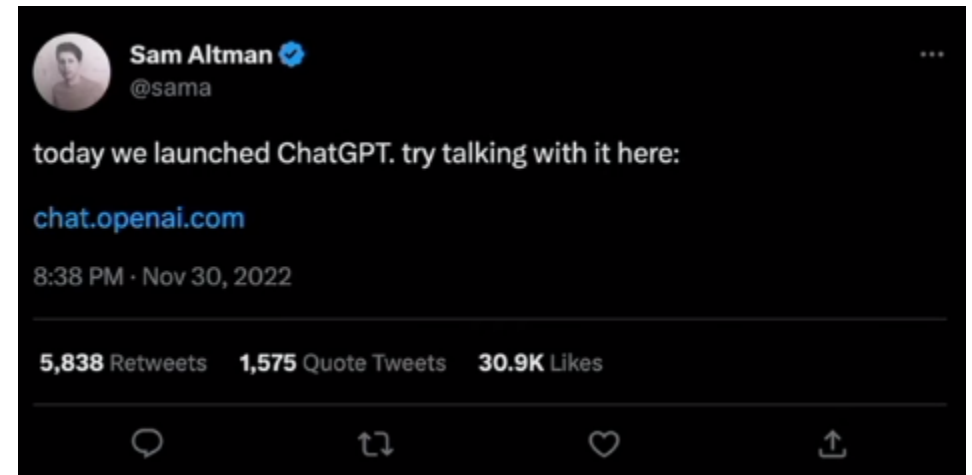 Sam Altman
@sama
today we launched ChatGPT. try talking with it here:
chat.openai.com
8:38 PM · Nov 30, 2022
5,838 Retweets 1,575 Quote Tweets 30.9K Likes